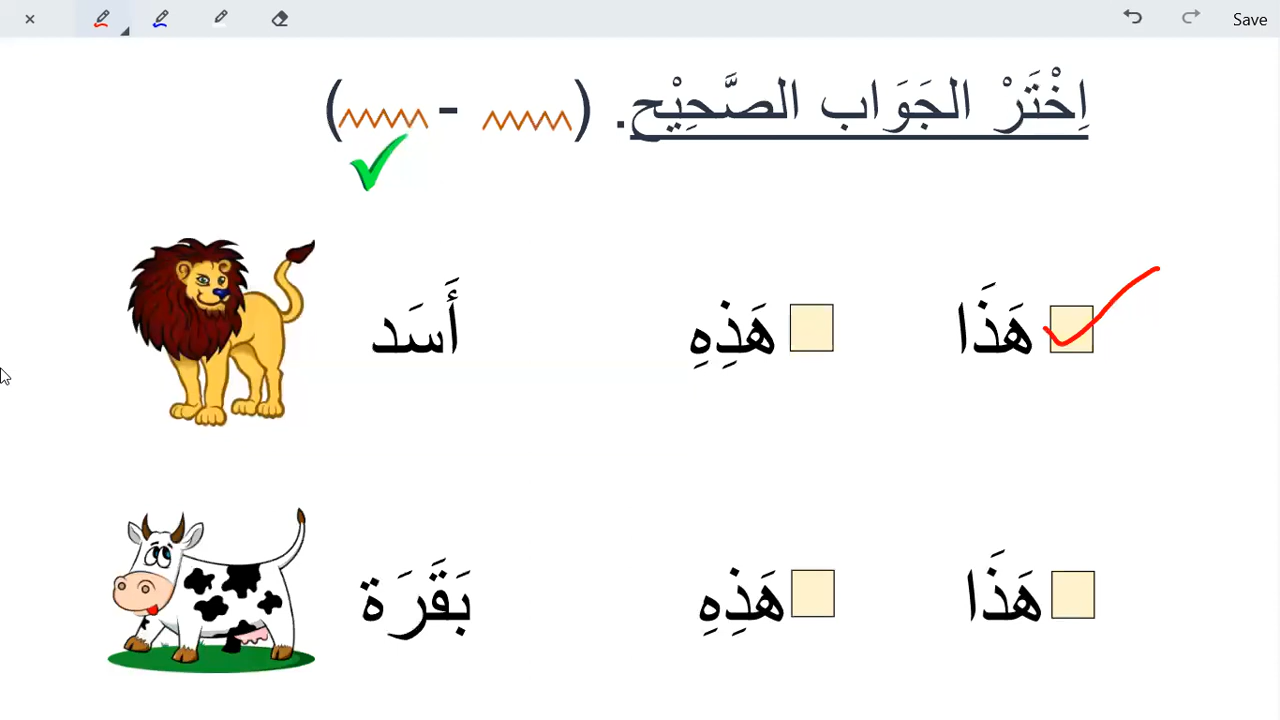 Save
اِخْتَرْ الجَوَاب الصَّحِيْح. ( - )
هَذَا هَذِهِ أَسَد
هَذَا هَذِهِ بَقَرَة